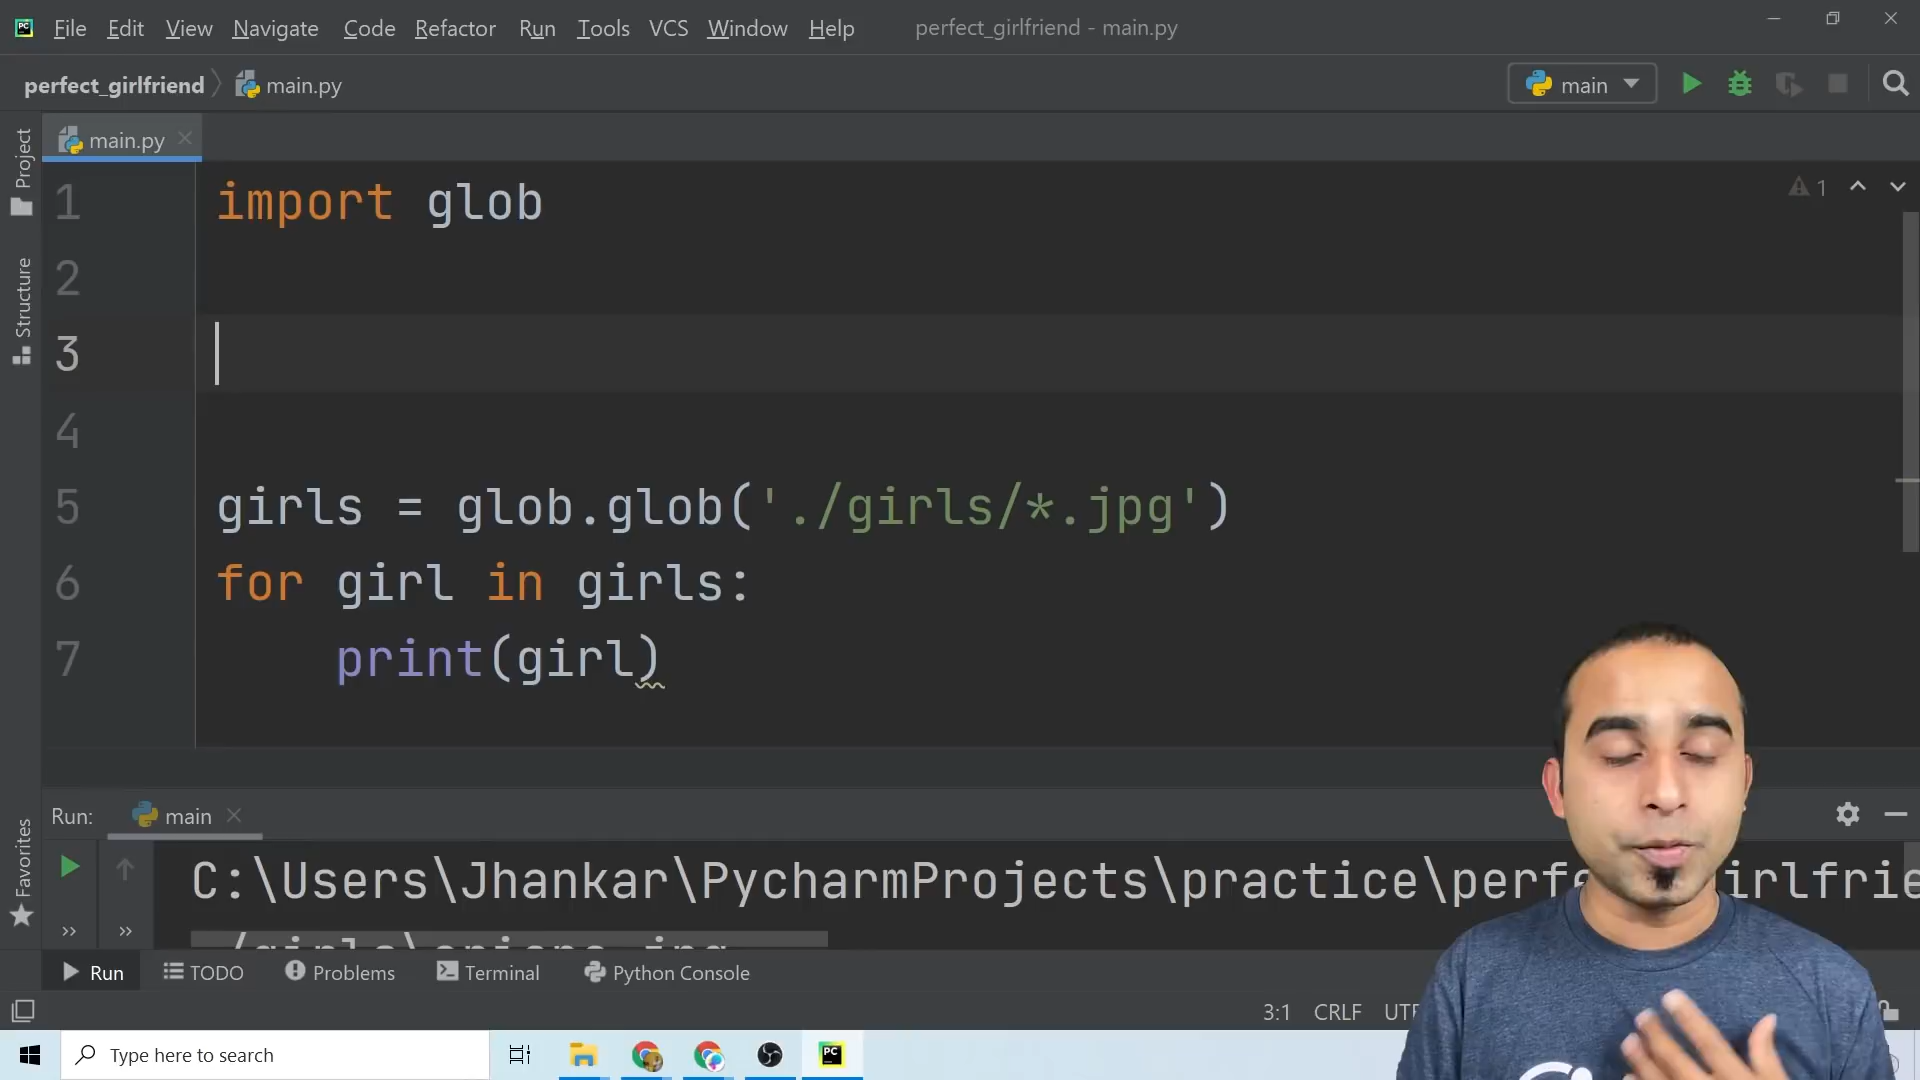 File Edit View Navigate Code Refactor Run Tools VCS Window Help perfect_girlfriend - main.py
perfect_girlfriend main.py main
Project
Structure
Favorites
main.py
1 import glob
1
2
3
4
5 girls = glob.glob('./girls/*.jpg')
6 for girl in girls:
7 print(girl)
Run: main
C:\Users\Jhankar\PycharmProjects\practice\perfe irlfrie
Run TODO Problems Terminal Python Console
3:1 CRLF UTF
Type here to search